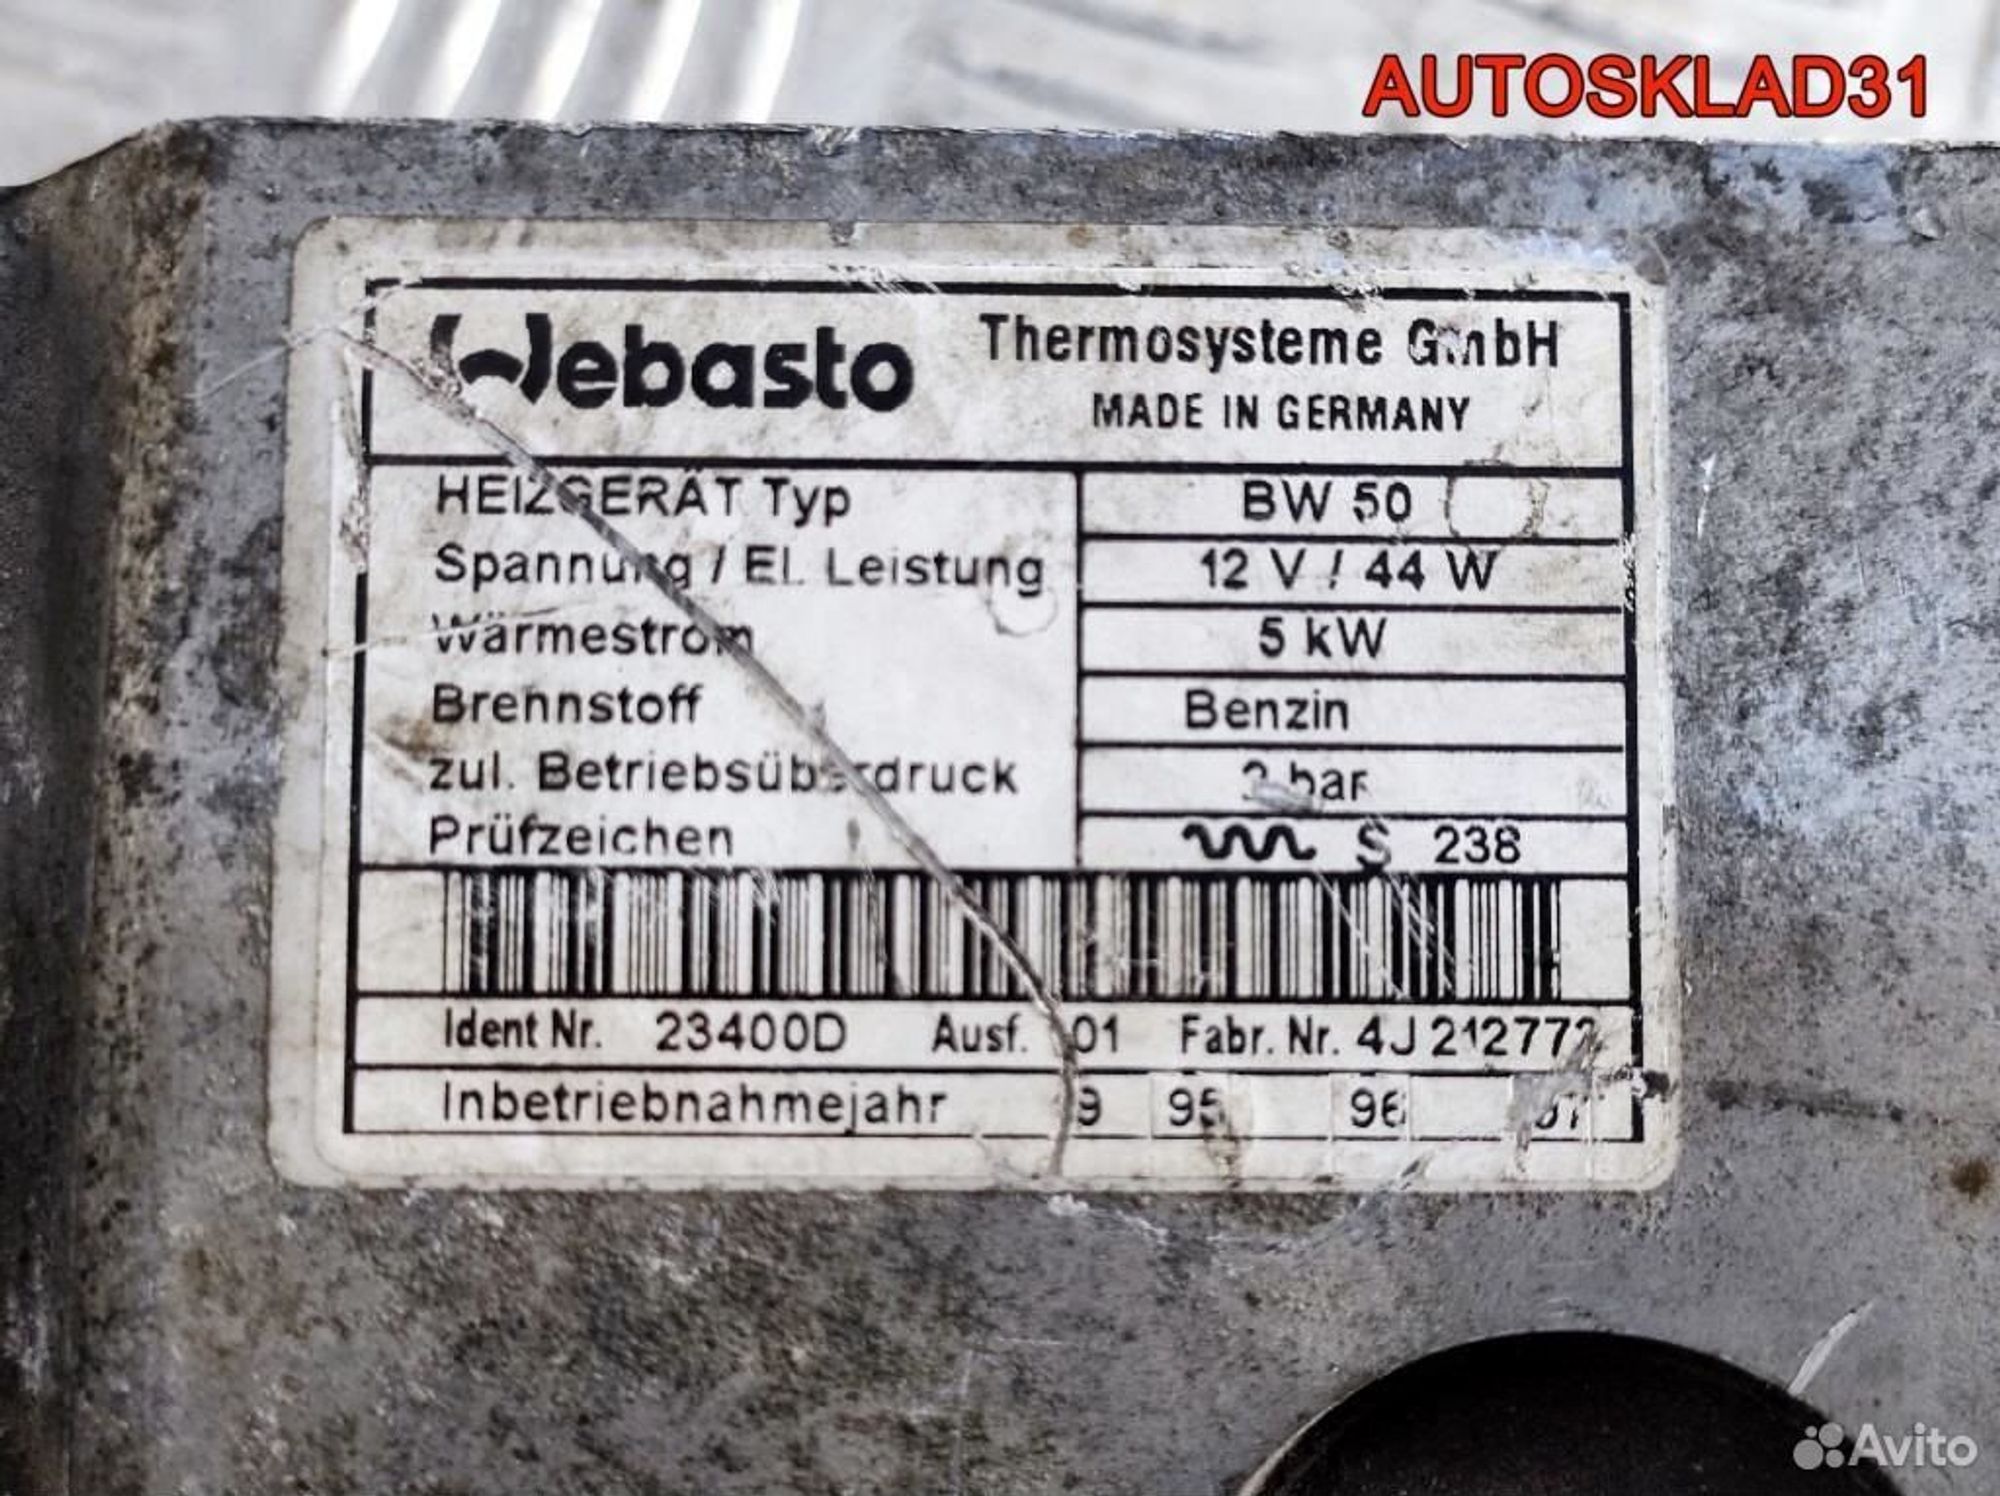 AUTOSKLAD31
Webasto Thermosysteme GmbH
MADE IN GERMANY
HEIZGERÄT Typ BW 50
Spannung / El. Leistung 12 V / 44 W
Wärmestrom 5 kW
Brennstoff Benzin
zul. Betriebsüberdruck bar
Prüfzeichen S 238
Ident Nr. 23400D Ausf. 01 Fabr. Nr. 4J
Inbetriebnahmejahr 95 96
Avito